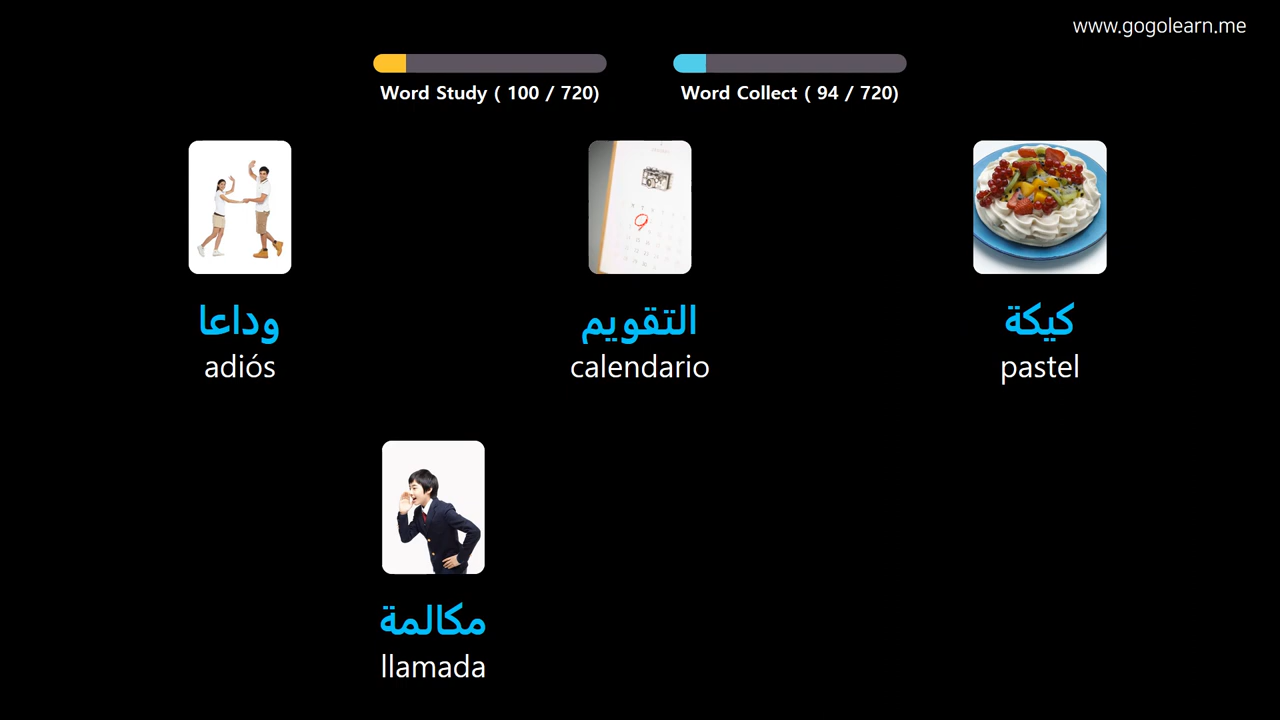 www.gogolearn.me
Word Study ( 100 / 720)
Word Collect ( 94 / 720)
وداعا
adiós
التقويم
calendario
كيكة
pastel
مكالمة
llamada